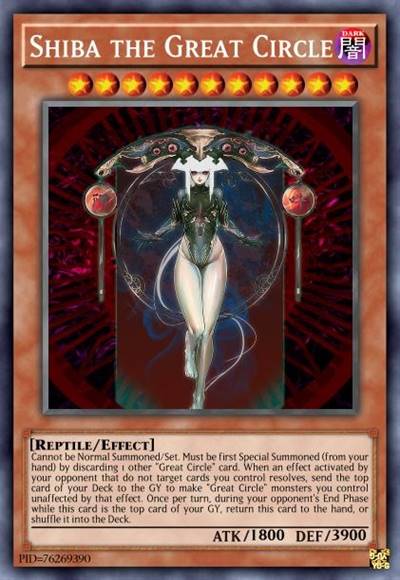 SHIBA THE GREAT CIRCLE
DARK
闇
[REPTILE/EFFECT]
Cannot be Normal Summoned/Set. Must be first Special Summoned (from your
hand) by discarding 1 other "Great Circle" card. When an effect activated by
your opponent that do not target cards you control resolves, send the top
card of your Deck to the GY to make "Great Circle" monsters you control
unaffected by that effect. Once per turn, during your opponent's End Phase
while this card is the top card of your GY, return this card to the hand, or
shuffle it into the Deck.
ATK/1800 DEF/3900
PID=76269390